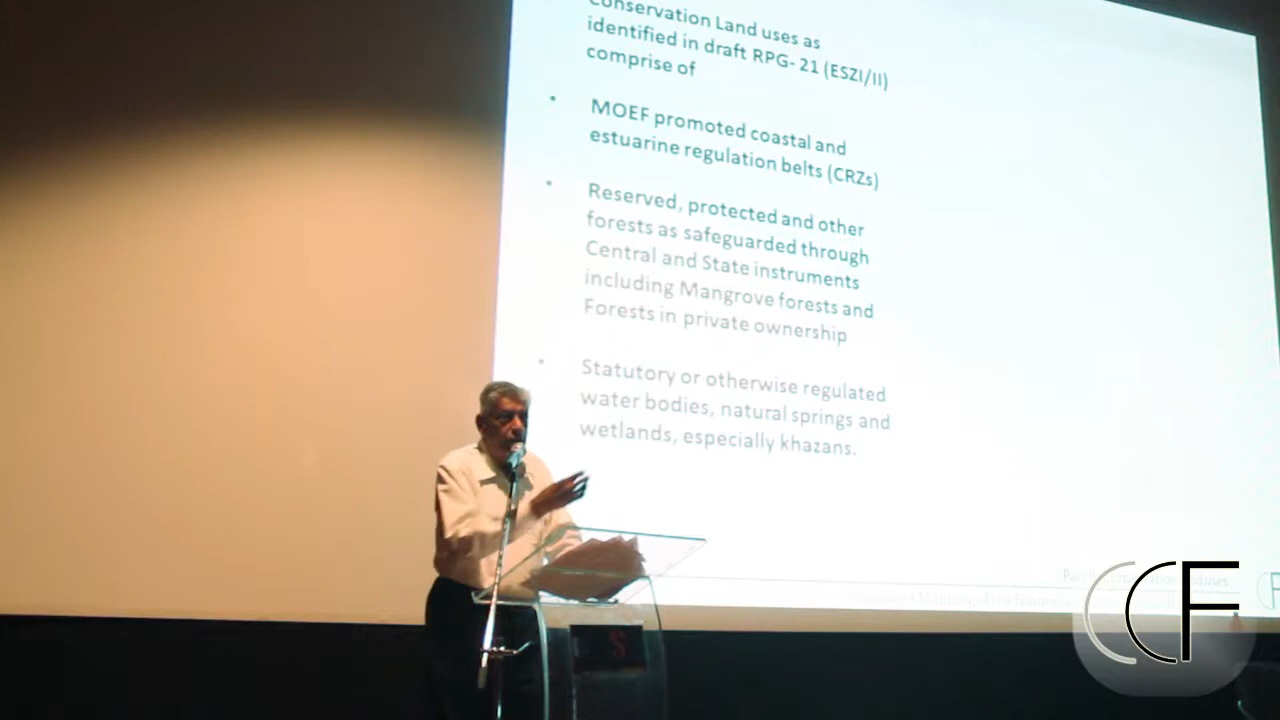 Conservation Land uses as
identified in draft RPG- 21 (ESZI/II)
comprise of
• MOEF promoted coastal and
estuarine regulation belts (CRZs)
• Reserved, protected and other
forests as safeguarded through
Central and State instruments
including Mangrove forests and
Forests in private ownership
• Statutory or otherwise regulated
water bodies, natural springs and
wetlands, especially khazans.
CCF